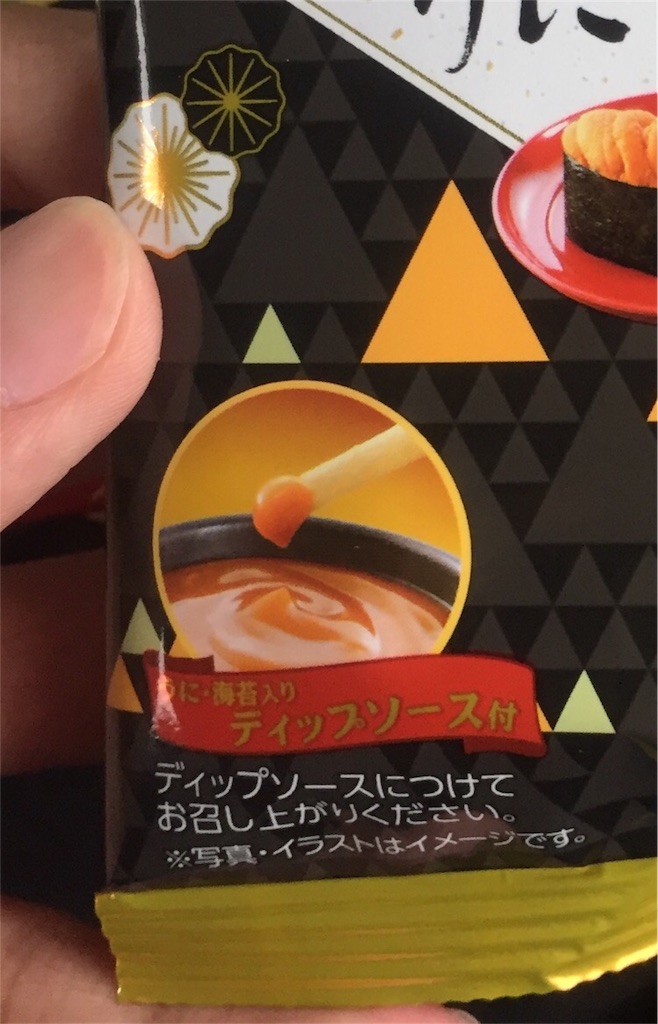 うに
うに・海苔入り
ディップソース付
ディップソースにつけて
お召し上がりください。
※写真・イラストはイメージです。